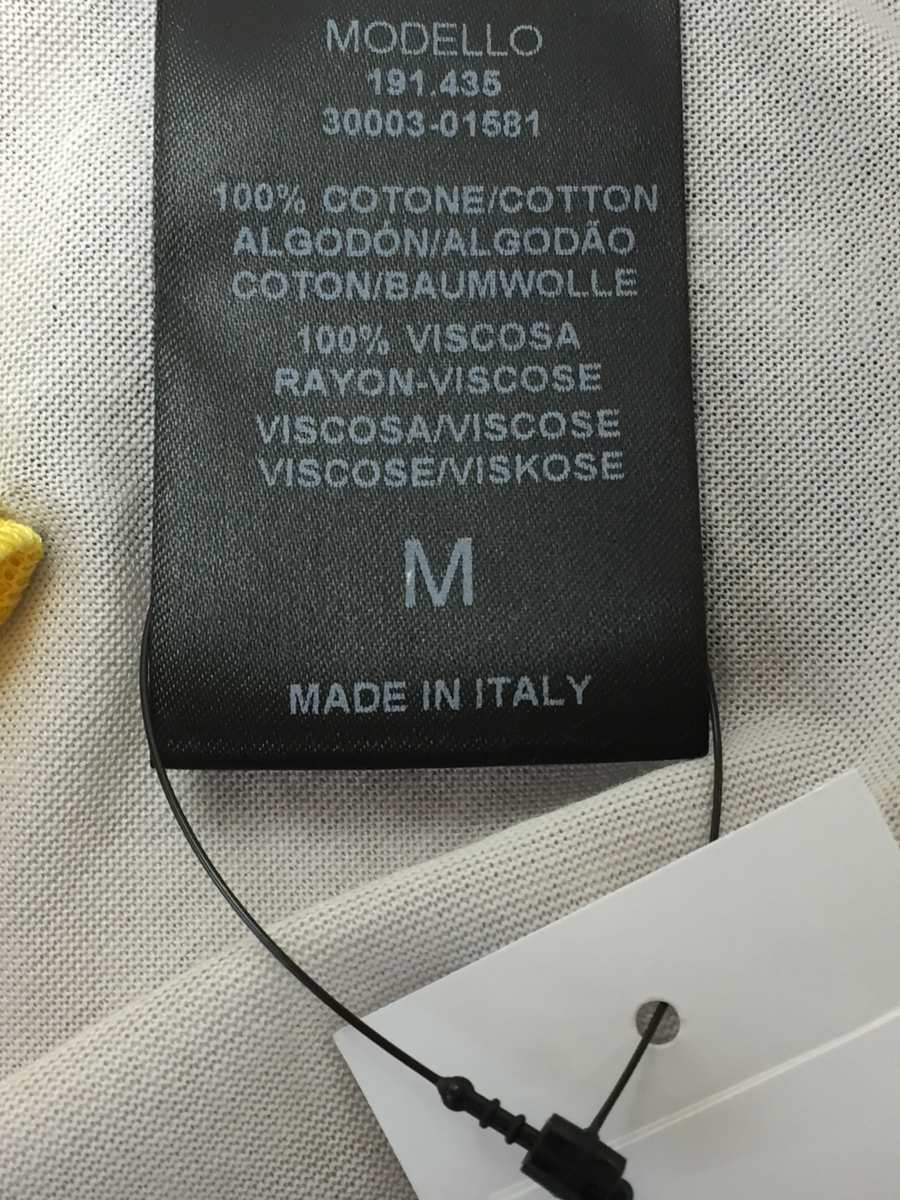 MODELLO
191.435
30003-01581
100% COTONE/COTTON
ALGODÓN/ALGODÃO
COTON/BAUMWOLLE
100% VISCOSA
RAYON-VISCOSE
VISCOSA/VISCOSE
VISCOSE/VISKOSE
M
MADE IN ITALY